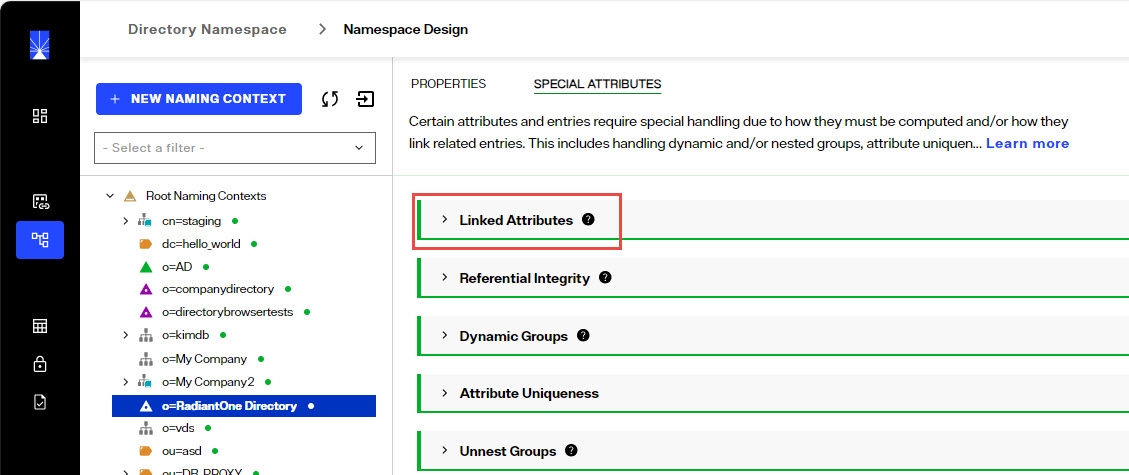 Directory Namespace > Namespace Design
+ NEW NAMING CONTEXT
- Select a filter -
Root Naming Contexts
cn=staging
dc=hello_world
o=AD
o=companydirectory
o=directorybrowsertests
o=kimdb
o=My Company
o=My Company2
o=RadiantOne Directory
o=vds
ou=asd
ou=DB_PROXY
PROPERTIES
SPECIAL ATTRIBUTES
Certain attributes and entries require special handling due to how they must be computed and/or how they
link related entries. This includes handling dynamic and/or nested groups, attribute uniquen... Learn more
Linked Attributes ?
Referential Integrity ?
Dynamic Groups ?
Attribute Uniqueness
Unnest Groups ?